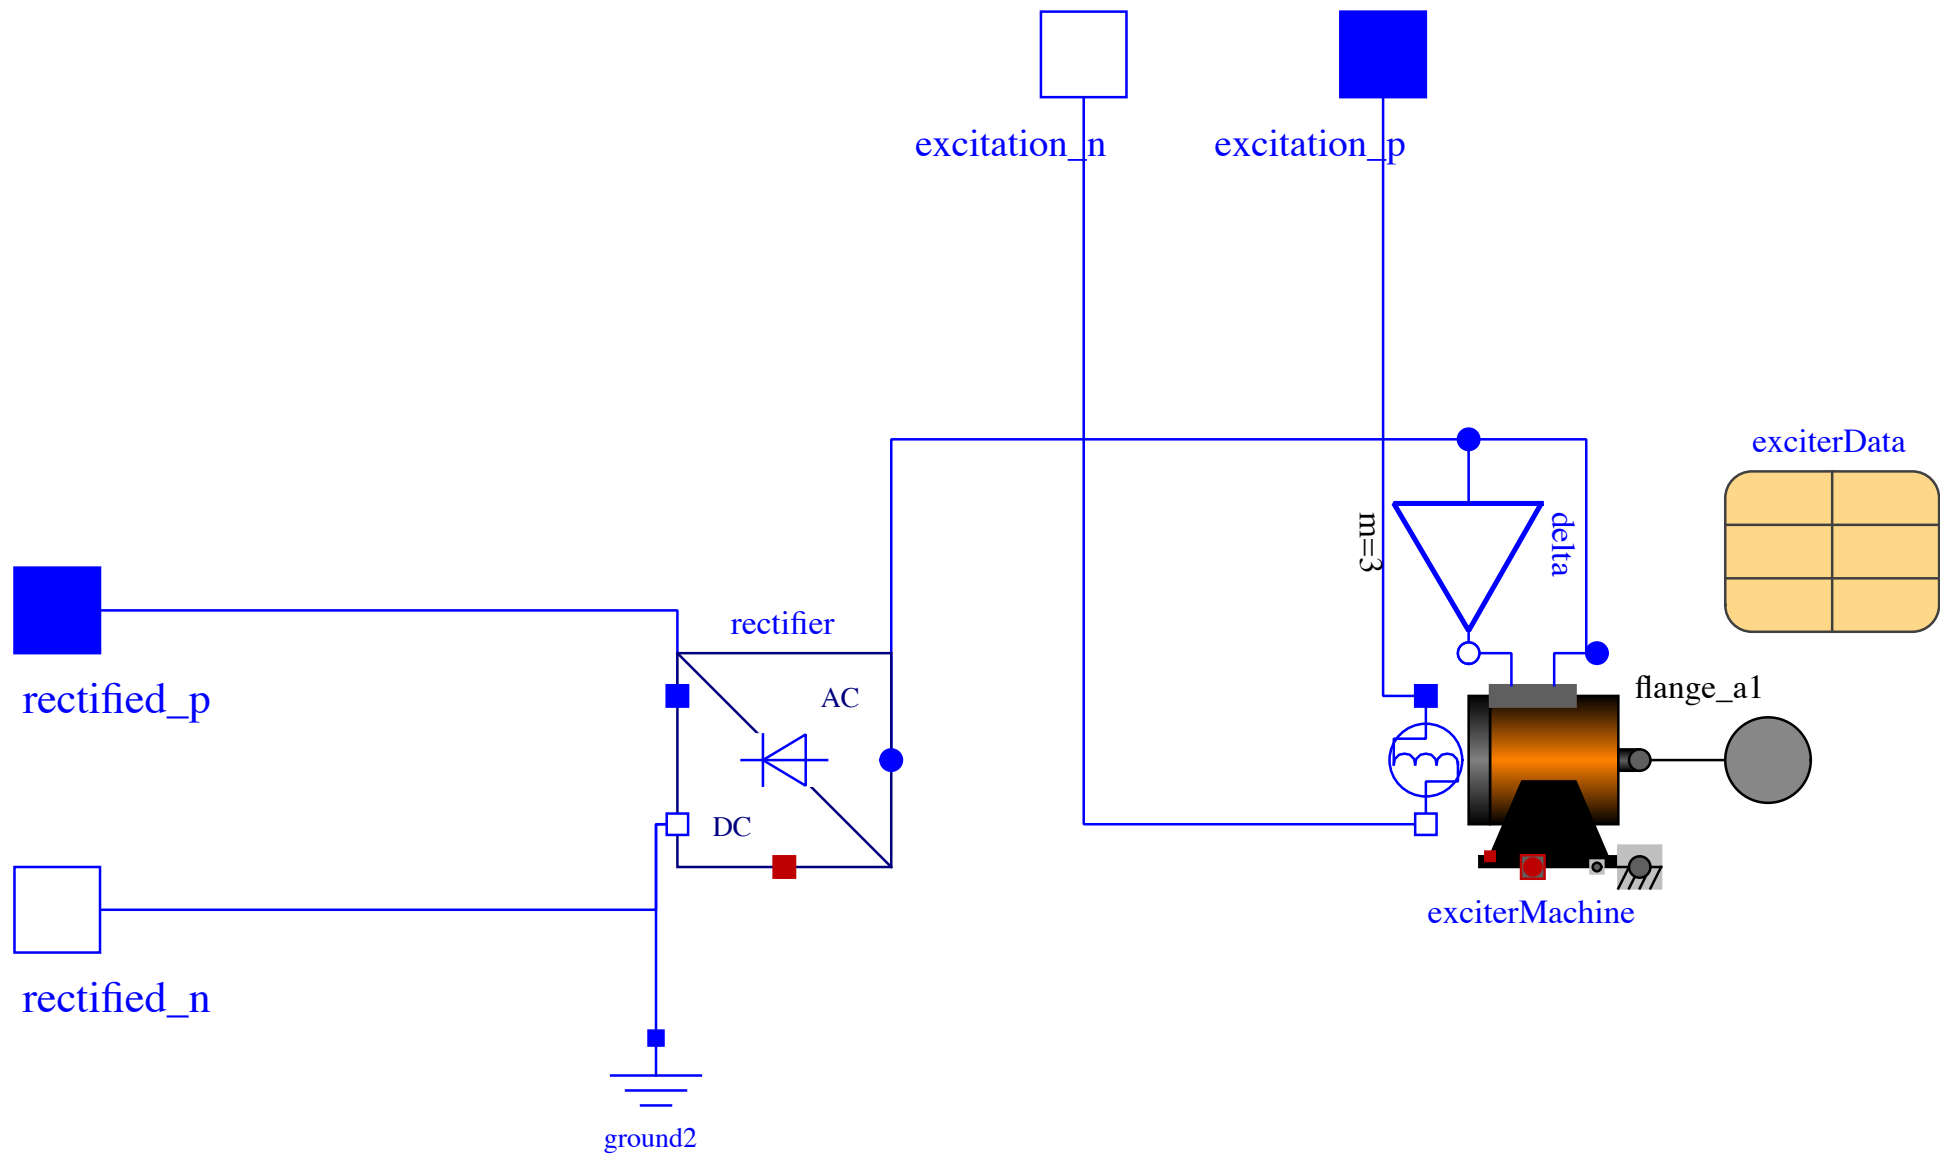 excitation_n
excitation_p
exciterData
m=3
delta
rectifier
rectified_p
AC
flange_a1
DC
exciterMachine
rectified_n
ground2